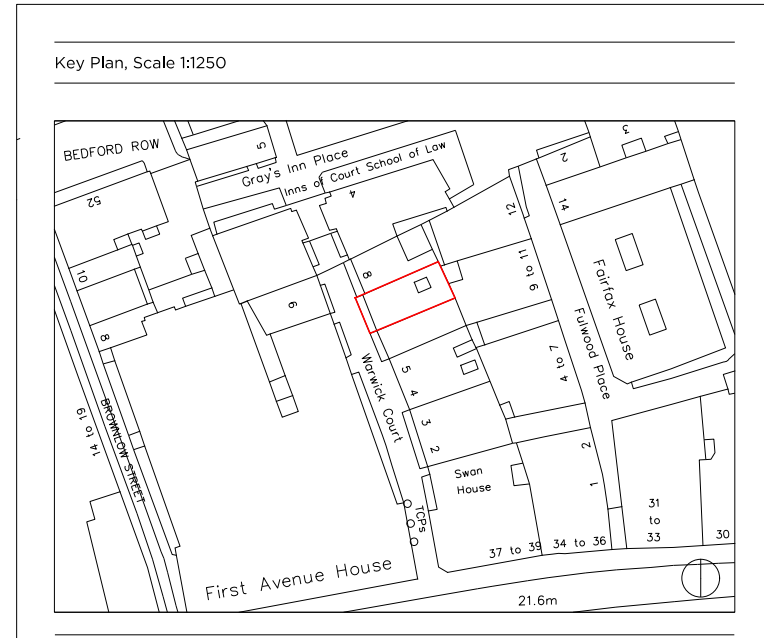 Key Plan, Scale 1:1250
BEDFORD ROW
5
3
Gray's Inn Place
Inns of Court School of Law
2
52
4
12
14
8
10
9
11 to 9
Fairfax House
Fulwood Place
8
Warwick Court
5
4
4 to 7
14 to 19
BROWNLOW STREET
3
2
2
Swan
House
1
TCPs
31
to
33
30
37 to 39
34 to 36
First Avenue House
21.6m